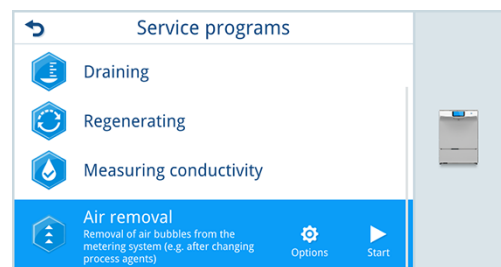 Service programs
Draining
Regenerating
Measuring conductivity
Air removal
Removal of air bubbles from the
metering system (e.g. after changing
process agents)
Options
Start